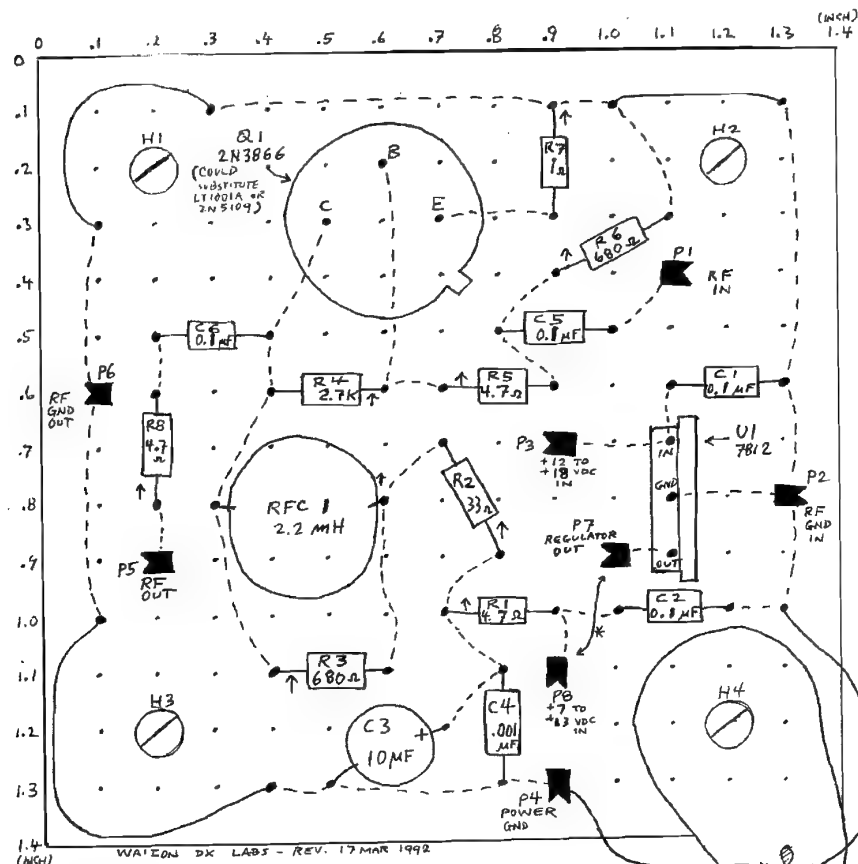 (INCH)
0 .1 .2 .3 .4 .5 .6 .7 .8 .9 1.0 1.1 1.2 1.3 1.4
0
.1
.2
.3
.4
.5
.6
.7
.8
.9
1.0
1.1
1.2
1.3
1.4
(INCH)
H1
Q1
2N3866
(COULD
SUBSTITUTE
LT1001A OR
2N5109)
B
C
E
R7
1Ω
H2
R6
680Ω
P1
RF
IN
C6
0.1μF
C5
0.1μF
P6
RF
GND
OUT
R4
2.7K
R5
4.7Ω
C1
0.1μF
R8
4.7
Ω
P3
+12 TO
+18 VDC
IN
IN
GND
OUT
U1
7812
R2
33Ω
RFC 1
2.2 mH
P2
RF
GND
IN
P7
REGULATOR
OUT
P5
RF
OUT
R1
4.7Ω
C2
0.1μF
*
R3
680Ω
P8
+7 TO
+13 VDC
IN
H3
C3
+
10μF
C4
.001
μF
H4
P4
POWER
GND
WAIZON DX LABS - REV. 17 MAR 1992